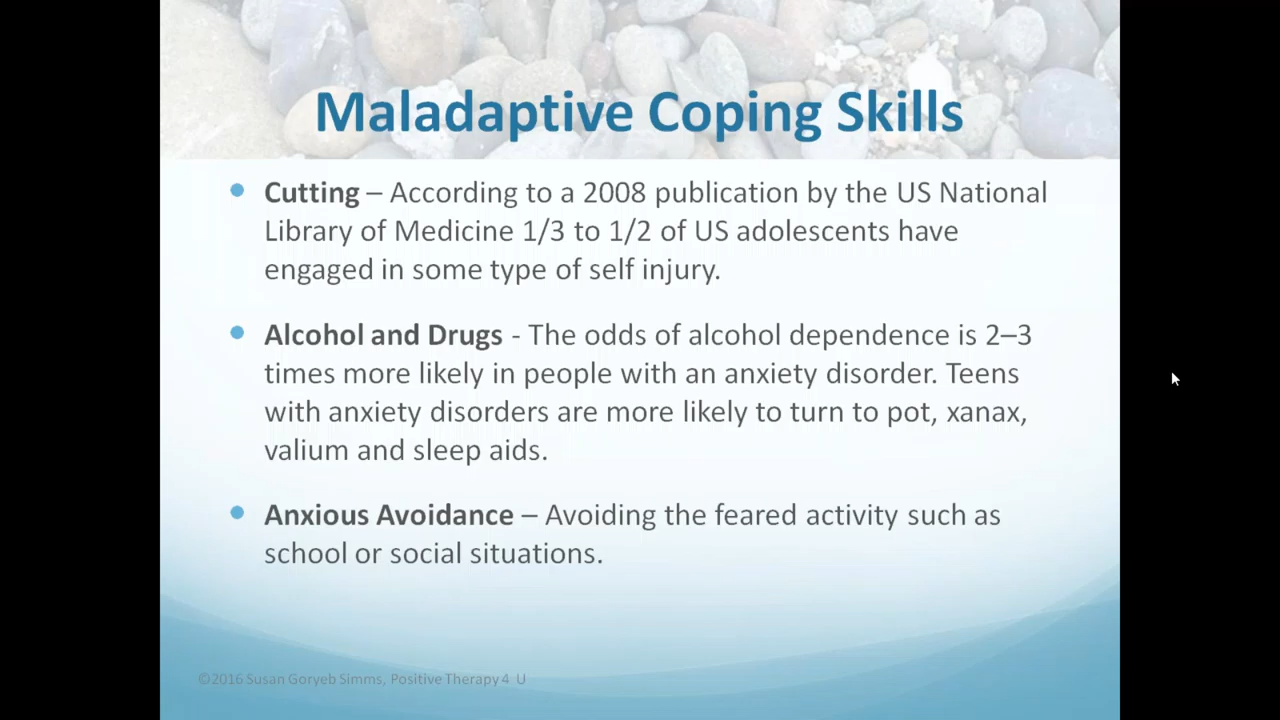 Maladaptive Coping Skills
Cutting – According to a 2008 publication by the US National
Library of Medicine 1/3 to 1/2 of US adolescents have
engaged in some type of self injury.
Alcohol and Drugs - The odds of alcohol dependence is 2–3
times more likely in people with an anxiety disorder. Teens
with anxiety disorders are more likely to turn to pot, xanax,
valium and sleep aids.
Anxious Avoidance – Avoiding the feared activity such as
school or social situations.
©2016 Susan Goryeb Simms, Positive Therapy 4 U